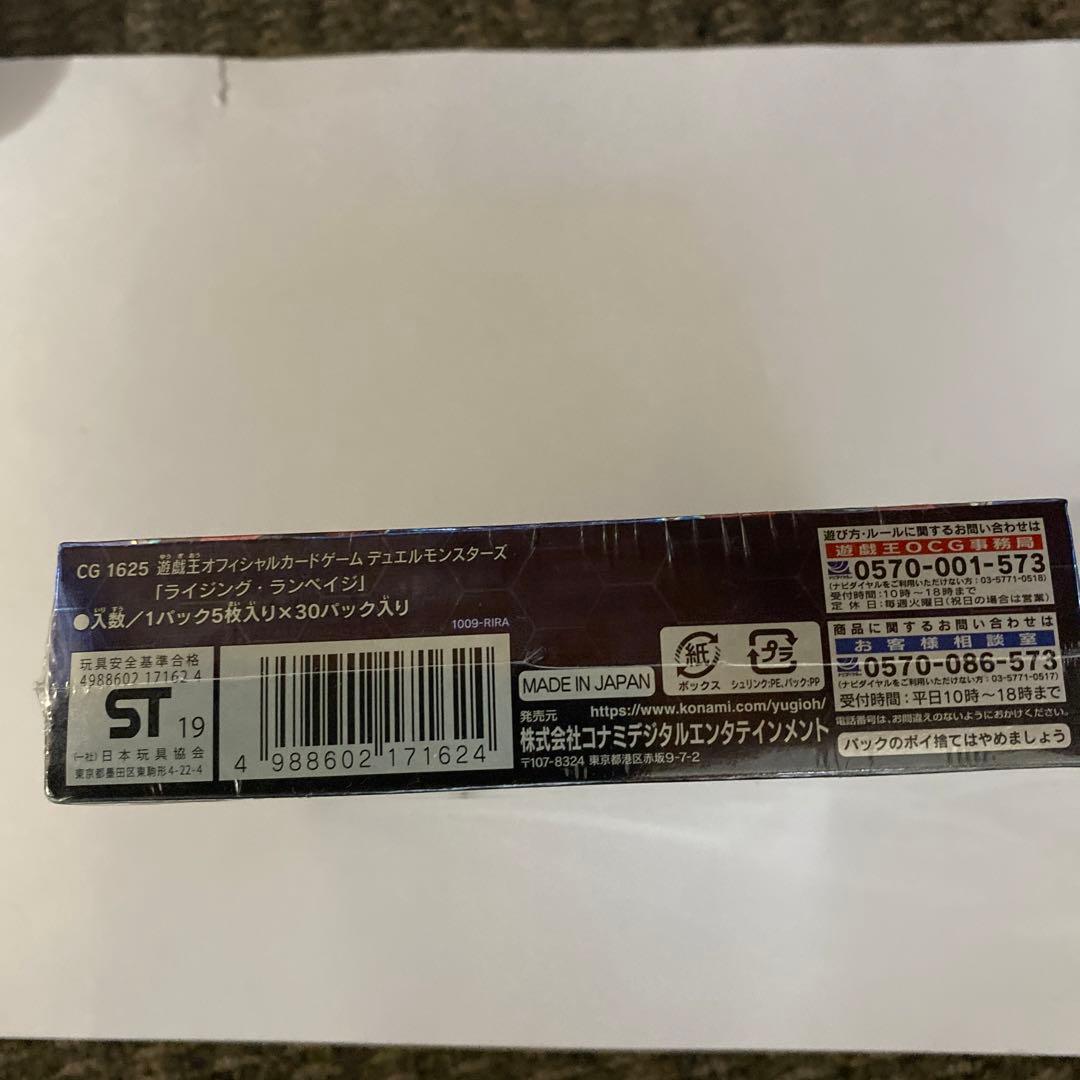 CG 1625 遊戯王オフィシャルカードゲーム デュエルモンスターズ
ゆうぎおう
「ライジング・ランペイジ」
●入数/1パック5枚入り×30パック入り
いりすう
1009-RIRA
玩具安全基準合格
4988602 171624
ST 19
(一社)日本玩具協会
東京都墨田区東駒形4-22-4
4 988602 171624
MADE IN JAPAN
紙
ボックス
プラ
シュリンク:PE、パック:PP
発売元
https://www.konami.com/yugioh/
株式会社コナミデジタルエンタテインメント
〒107-8324 東京都港区赤坂9-7-2
遊び方・ルールに関するお問い合わせは
遊戯王OCG事務局
0570-001-573
(ナビダイヤルをご利用いただけない方：03-5771-0518)
受付時間：10時～18時まで
定休日：毎週火曜日(祝日の場合は営業)
商品に関するお問い合わせは
お客様相談室
0570-086-573
(ナビダイヤルをご利用いただけない方：03-5771-0517)
受付時間：平日10時～18時まで
電話番号は、お間違えのないようにおかけください。
パックのポイ捨てはやめましょう